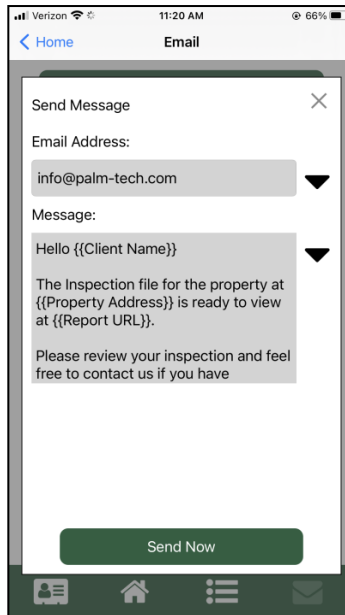 Verizon 11:20 AM 66%
Home Email
Send Message
Email Address:
info@palm-tech.com
Message:
Hello {{Client Name}}
The Inspection file for the property at
{{Property Address}} is ready to view
at {{Report URL}}.
Please review your inspection and feel
free to contact us if you have
Send Now